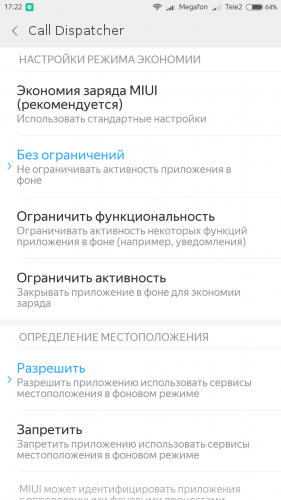 17:22 Megafon Tele2 64%
Call Dispatcher
НАСТРОЙКИ РЕЖИМА ЭКОНОМИИ
Экономия заряда MIUI
(рекомендуется)
Использовать стандартные настройки
Без ограничений
Не ограничивать активность приложения в
фоне
Ограничить функциональность
Ограничивать активность некоторых функций
приложения в фоне (например, уведомления)
Ограничить активность
Закрывать приложение в фоне для экономии
заряда
ОПРЕДЕЛЕНИЕ МЕСТОПОЛОЖЕНИЯ
Разрешить
Разрешить приложению использовать сервисы
местоположения в фоновом режиме
Запретить
Запретить приложению использовать сервисы
местоположения в фоновом режиме
MIUI может идентифицировать приложения
с определенными фоновыми процессами